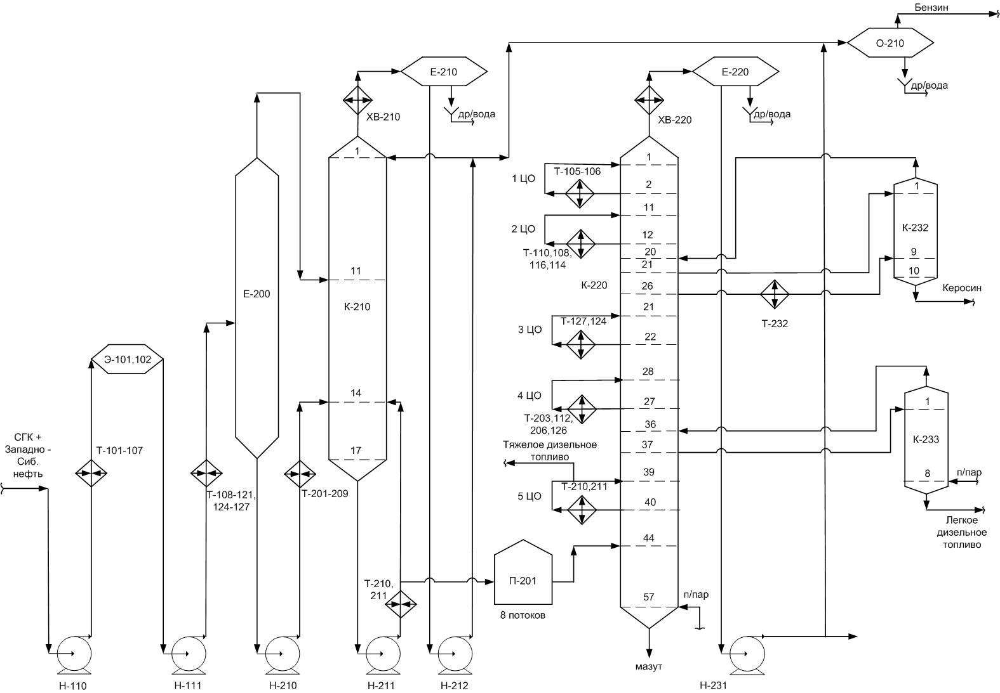 Бензин
О-210
др/вода
Е-210
др/вода
ХВ-210
Е-220
др/вода
ХВ-220
1
1
2
11
12
20
21
26
21
22
28
27
36
37
39
40
44
57
К-220
1 ЦО
Т-105-106
2 ЦО
Т-110,108,
116,114
3 ЦО
Т-127,124
4 ЦО
Т-203,112,
206,126
Тяжелое дизельное
топливо
5 ЦО
Т-210,211
1
К-232
9
10
Керосин
Т-232
1
К-233
8
п/пар
Легкое
дизельное
топливо
Е-200
11
К-210
14
17
Э-101,102
СГК +
Западно -
Сиб.
нефть
Т-101-107
Т-108-121,
124-127
Т-201-209
Т-210,
211
П-201
8 потоков
п/пар
мазут
Н-110
Н-111
Н-210
Н-211
Н-212
Н-231